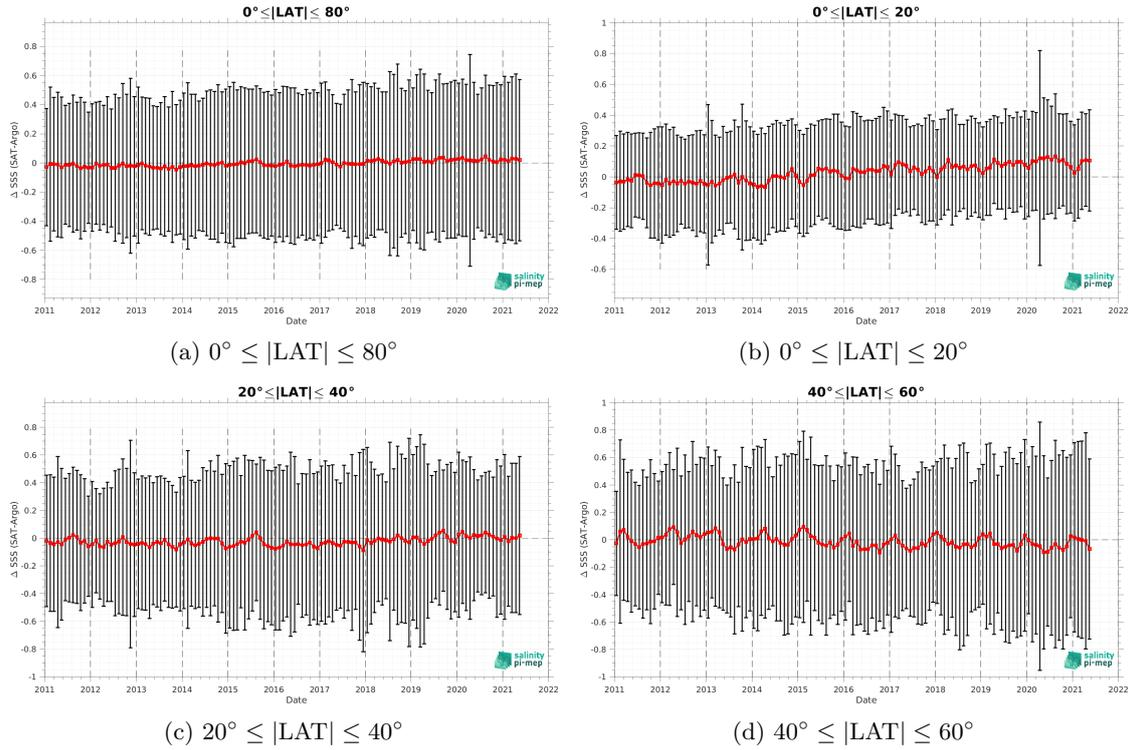 0°≤|LAT|≤ 80°
Δ SSS (SAT-Argo)
0.8
0.6
0.4
0.2
0
-0.2
-0.4
-0.6
-0.8
salinity
pi-mep
2011 2012 2013 2014 2015 2016 2017 2018 2019 2020 2021 2022
Date
(a) 0° ≤ |LAT| ≤ 80°
0°≤|LAT|≤ 20°
Δ SSS (SAT-Argo)
1
0.8
0.6
0.4
0.2
0
-0.2
-0.4
-0.6
salinity
pi-mep
2011 2012 2013 2014 2015 2016 2017 2018 2019 2020 2021 2022
Date
(b) 0° ≤ |LAT| ≤ 20°
20°≤|LAT|≤ 40°
Δ SSS (SAT-Argo)
0.8
0.6
0.4
0.2
0
-0.2
-0.4
-0.6
-0.8
-1
salinity
pi-mep
2011 2012 2013 2014 2015 2016 2017 2018 2019 2020 2021 2022
Date
(c) 20° ≤ |LAT| ≤ 40°
40°≤|LAT|≤ 60°
Δ SSS (SAT-Argo)
1
0.8
0.6
0.4
0.2
0
-0.2
-0.4
-0.6
-0.8
-1
salinity
pi-mep
2011 2012 2013 2014 2015 2016 2017 2018 2019 2020 2021 2022
Date
(d) 40° ≤ |LAT| ≤ 60°